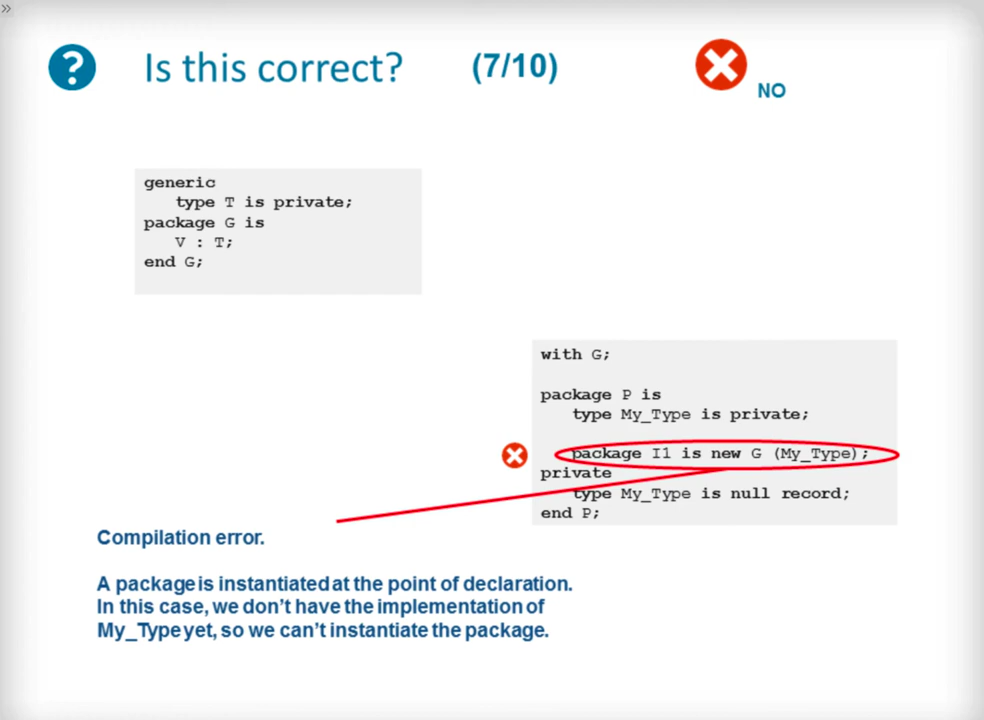 »
? Is this correct? (7/10)
NO
generic
type T is private;
package G is
V : T;
end G;
with G;
package P is
type My_Type is private;
package I1 is new G (My_Type);
private
type My_Type is null record;
end P;
Compilation error.
A package is instantiated at the point of declaration.
In this case, we don't have the implementation of
My_Type yet, so we can't instantiate the package.